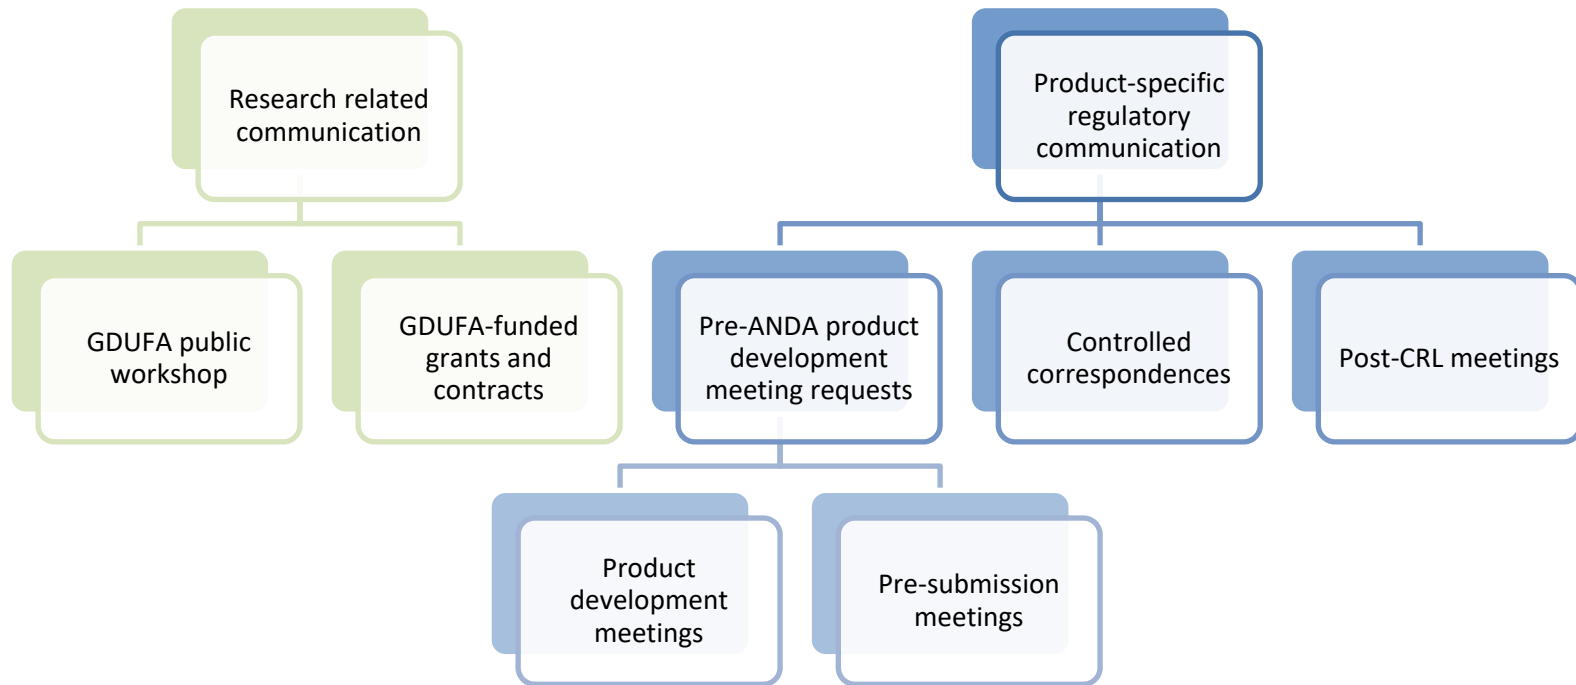 Research related
communication
Product-specific
regulatory
communication
GDUFA public
workshop
GDUFA-funded
grants and
contracts
Pre-ANDA product
development
meeting requests
Controlled
correspondences
Post-CRL meetings
Product
development
meetings
Pre-submission
meetings